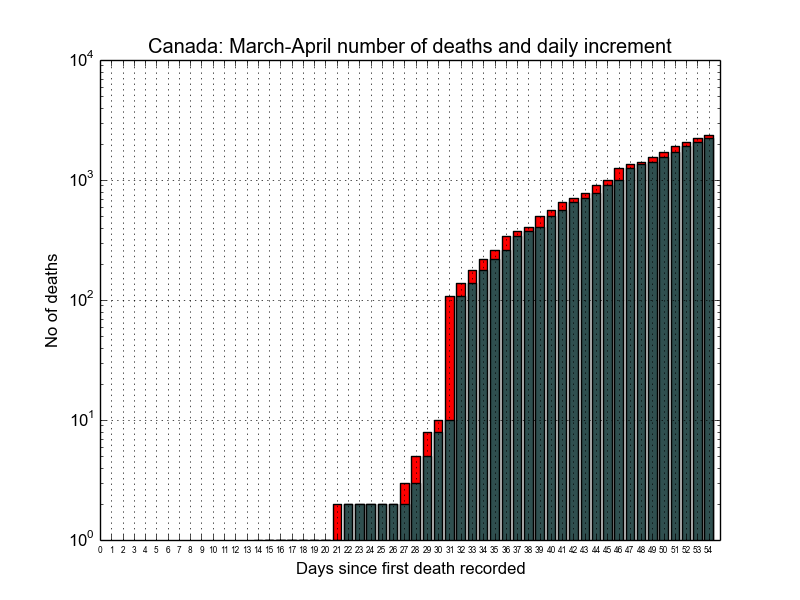 Canada: March-April number of deaths and daily increment
10^4
10^3
10^2
10^1
10^0
No of deaths
0 1 2 3 4 5 6 7 8 9 10 11 12 13 14 15 16 17 18 19 20 21 22 23 24 25 26 27 28 29 30 31 32 33 34 35 36 37 38 39 40 41 42 43 44 45 46 47 48 49 50 51 52 53 54
Days since first death recorded